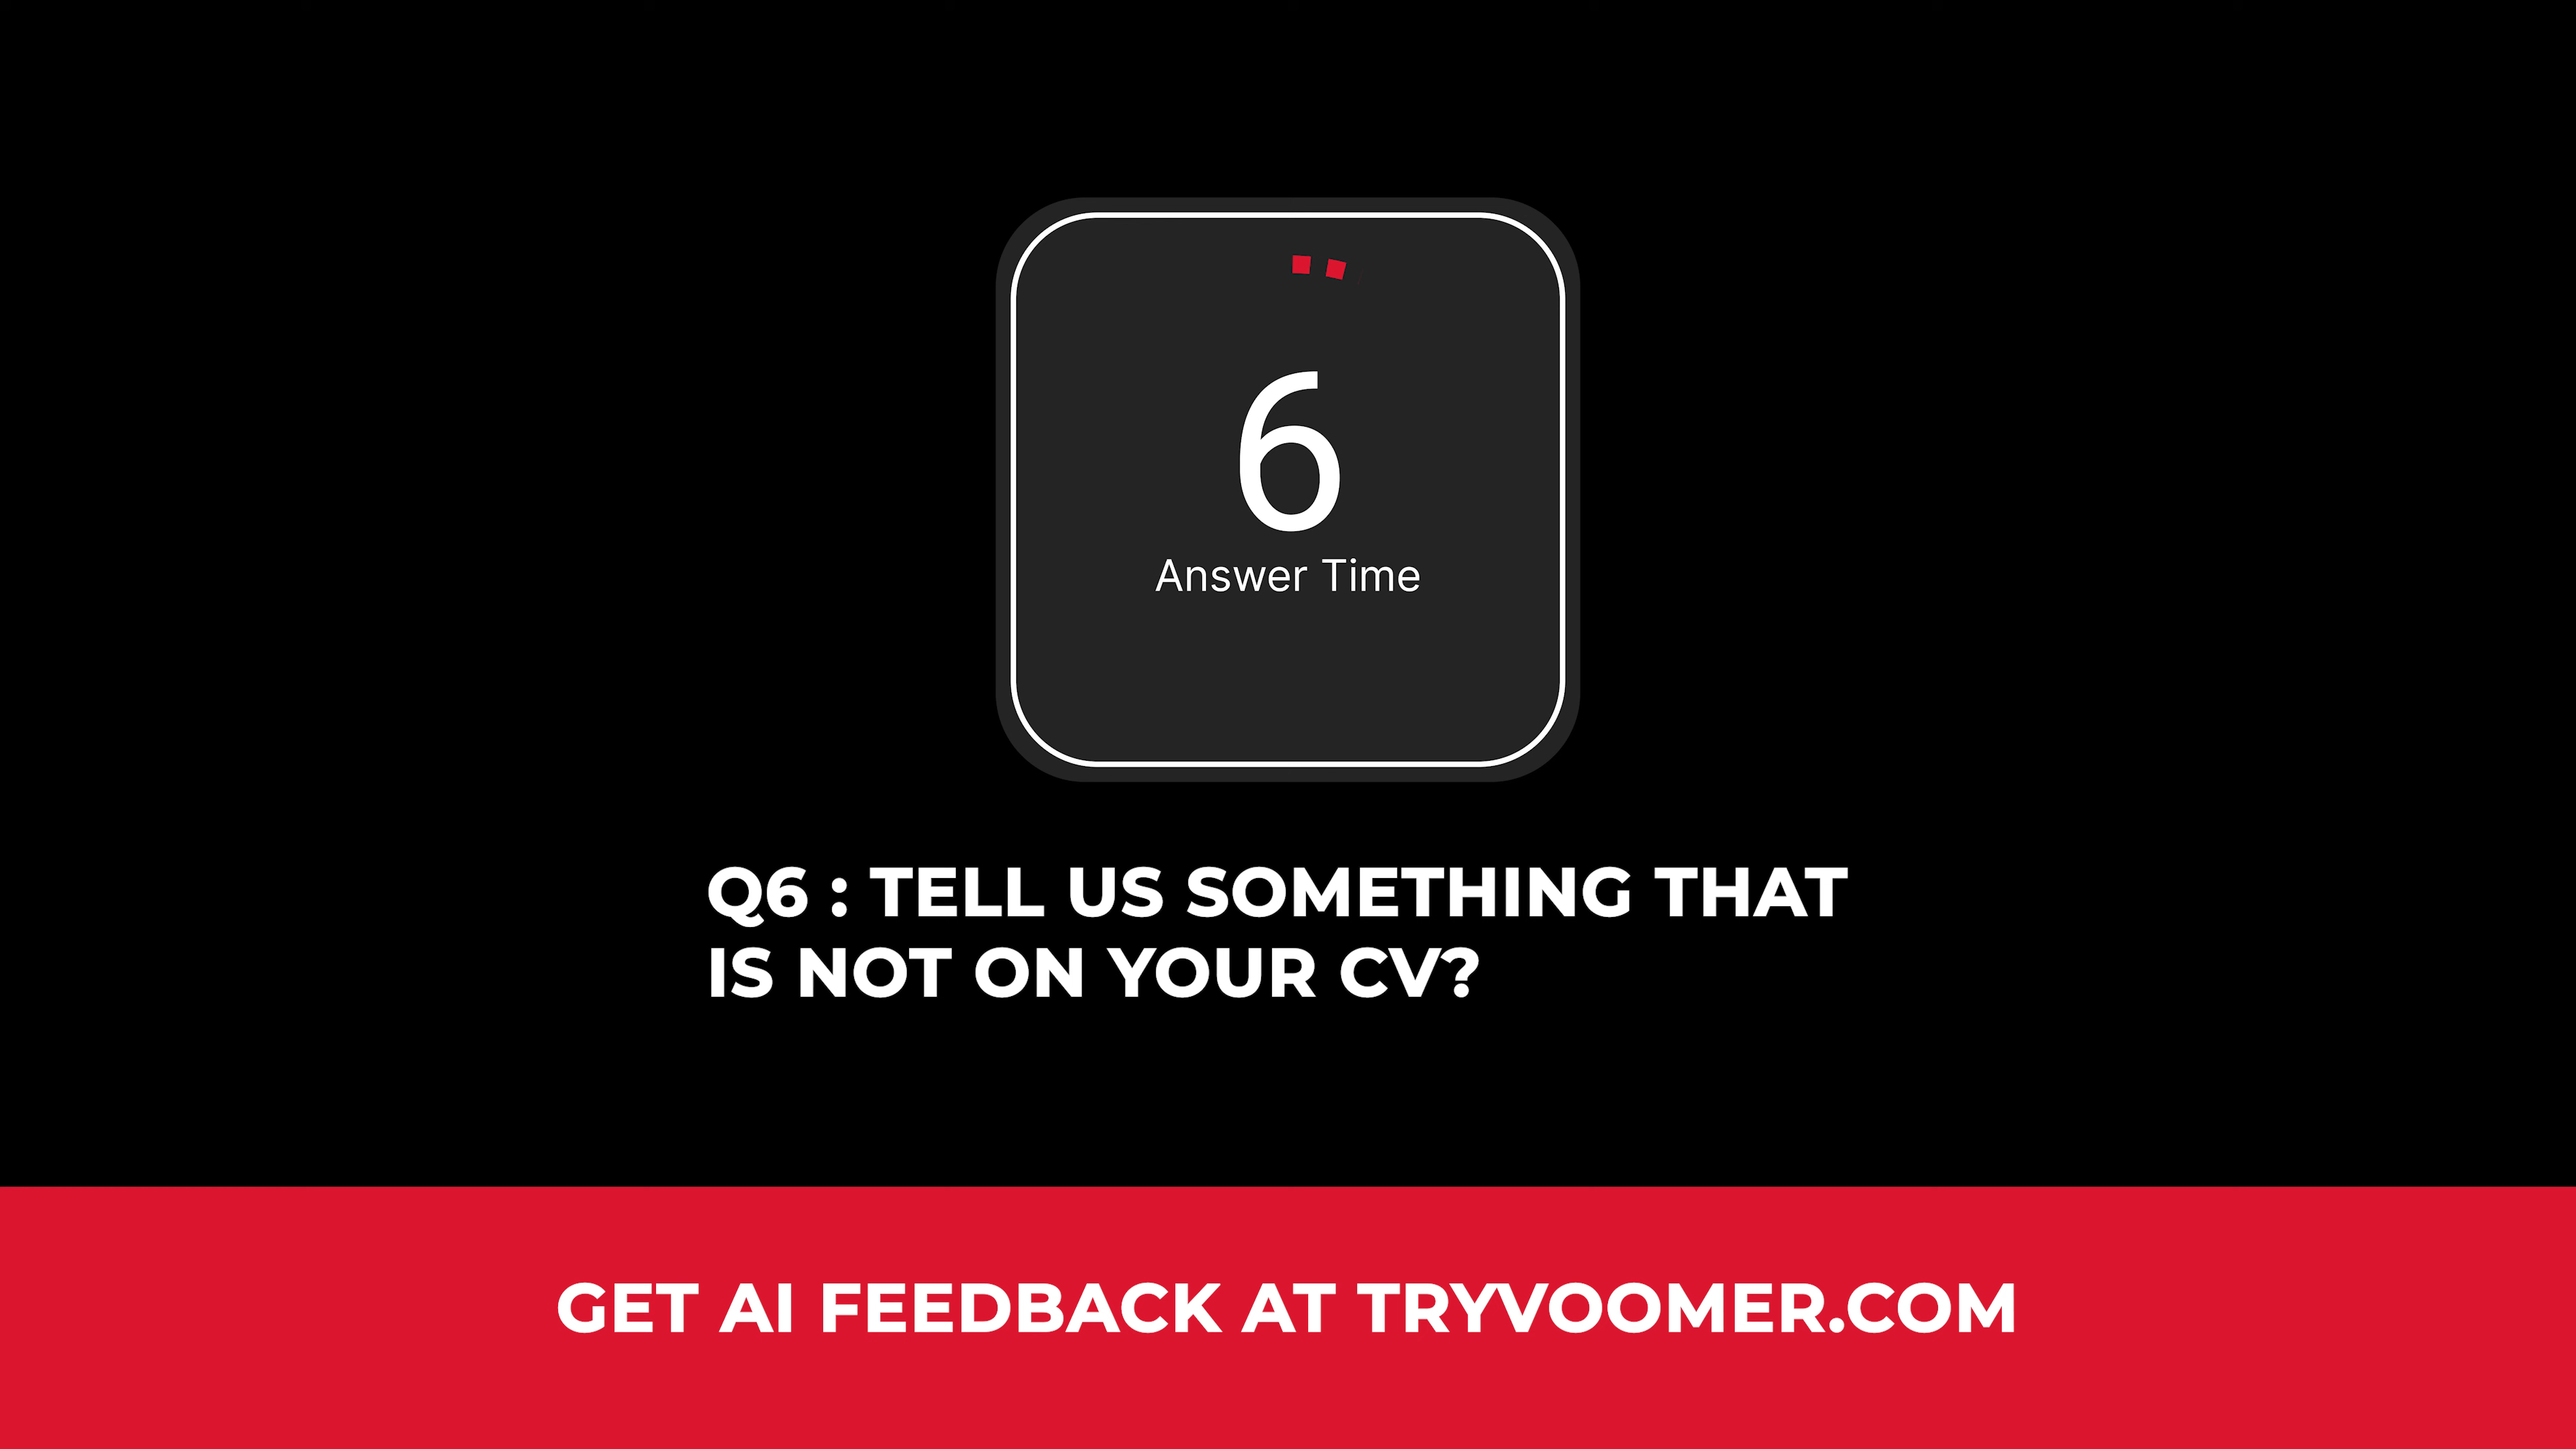 6
Answer Time
Q6 : TELL US SOMETHING THAT
IS NOT ON YOUR CV?
GET AI FEEDBACK AT TRYVOOMER.COM